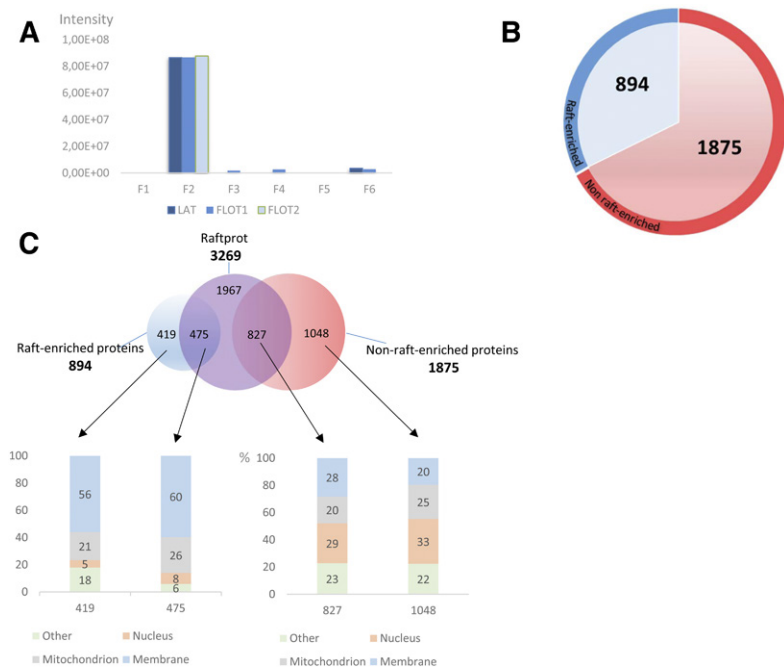 A
Intensity
1,00E+08
8,00E+07
6,00E+07
4,00E+07
2,00E+07
0,00E+00
F1 F2 F3 F4 F5 F6
LAT FLOT1 FLOT2
B
894
1875
Raft-enriched
Non raft-enriched
C
Raftprot
3269
1967
419 475 827 1048
Raft-enriched proteins
894
Non-raft-enriched proteins
1875
100
80
60
40
20
0
56
21
5
18
60
26
8
6
419 475
Other Nucleus
Mitochondrion Membrane
%
100
80
60
40
20
0
28
20
29
23
20
25
33
22
827 1048
Other Nucleus
Mitochondrion Membrane